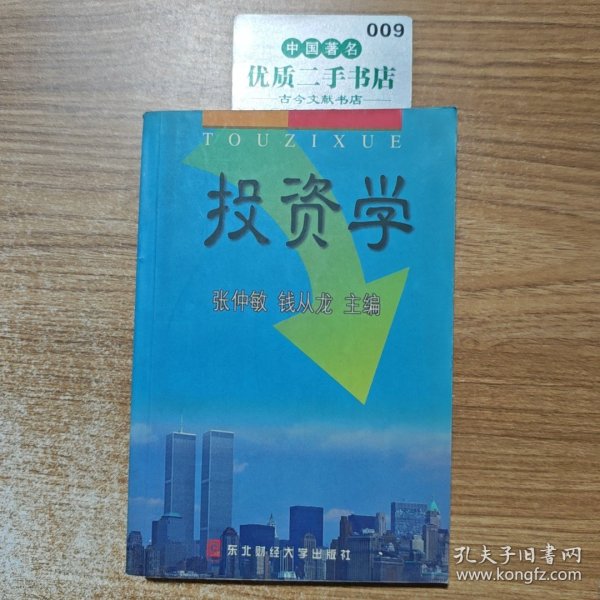 009
中国著名
优质二手书店
古今文献书店
TOUZIXUE
投资学
张仲敏 钱从龙 主编
东北财经大学出版社
孔夫子旧书网
www.kongfz.com